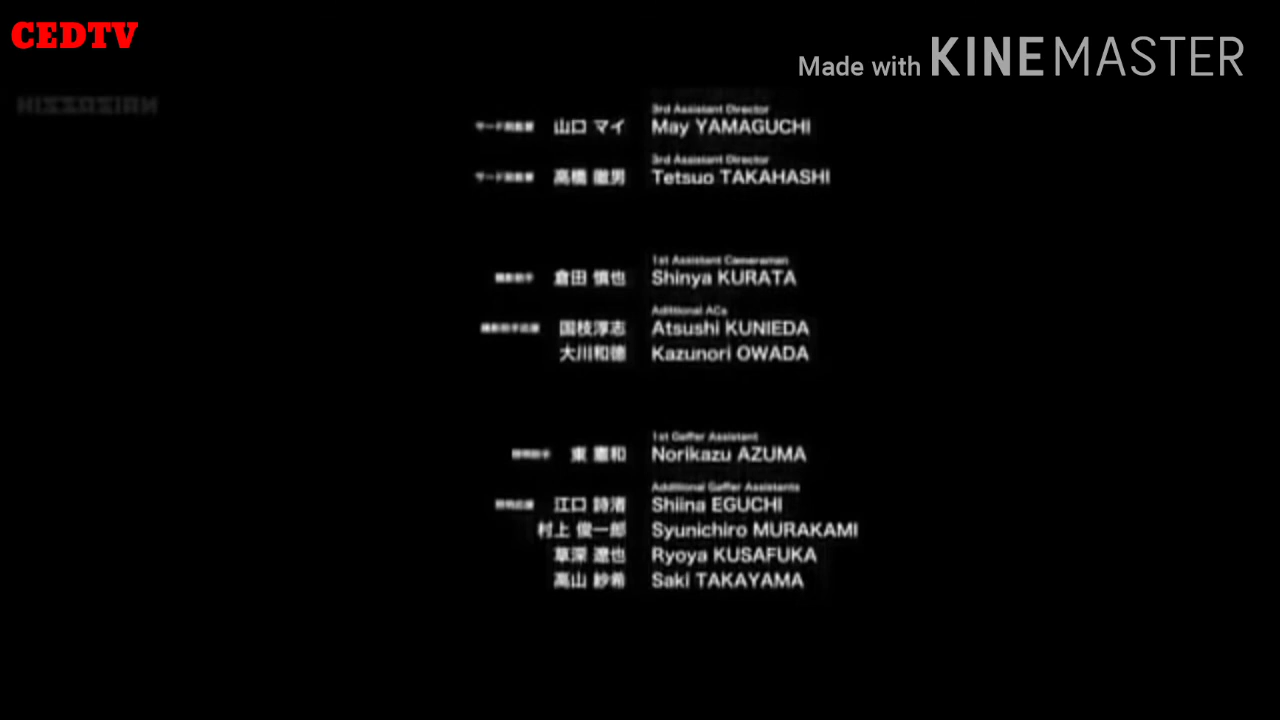 CEDTV
Made with KINEMASTER
3rd Assistant Director
山口 マイ May YAMAGUCHI
3rd Assistant Director
高橋 徹男 Tetsuo TAKAHASHI
1st Assistant Cameraman
倉田 慎也 Shinya KURATA
Additional ACs
国枝淳志 Atsushi KUNIEDA
大川和徳 Kazunori OWADA
1st Gaffer Assistant
東 憲和 Norikazu AZUMA
Additional Gaffer Assistants
江口 詩渚 Shiina EGUCHI
村上 俊一郎 Syunichiro MURAKAMI
草深 遼也 Ryoya KUSAFUKA
高山 紗希 Saki TAKAYAMA